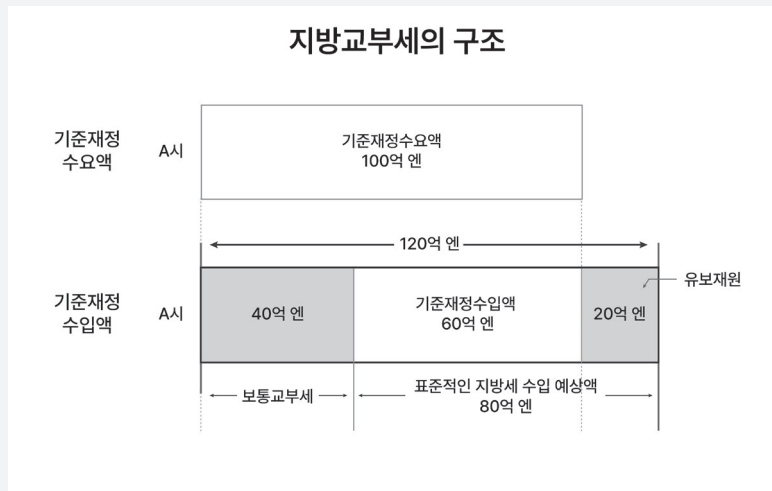 지방교부세의 구조
기준재정
수요액
A시
기준재정수요액
100억 엔
120억 엔
기준재정
수입액
A시
40억 엔
기준재정수입액
60억 엔
20억 엔
유보재원
보통교부세
표준적인 지방세 수입 예상액
80억 엔